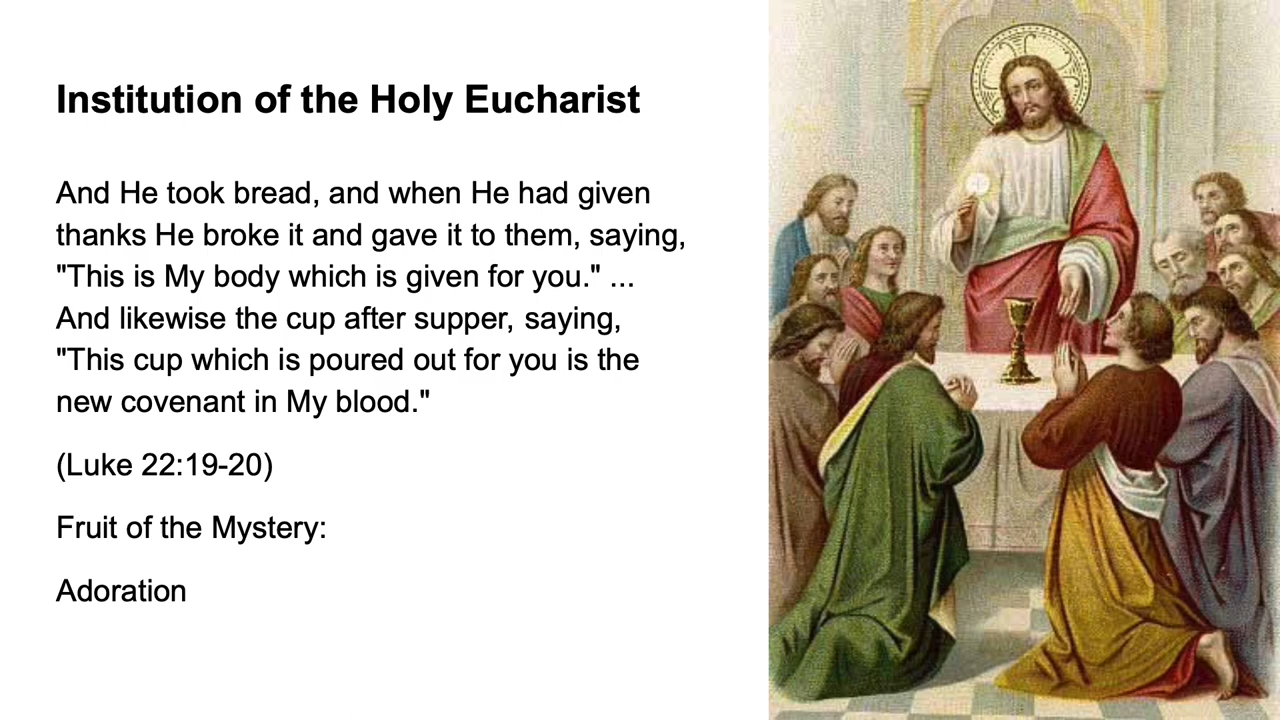 Institution of the Holy Eucharist
And He took bread, and when He had given
thanks He broke it and gave it to them, saying,
"This is My body which is given for you." ...
And likewise the cup after supper, saying,
"This cup which is poured out for you is the
new covenant in My blood."
(Luke 22:19-20)
Fruit of the Mystery:
Adoration